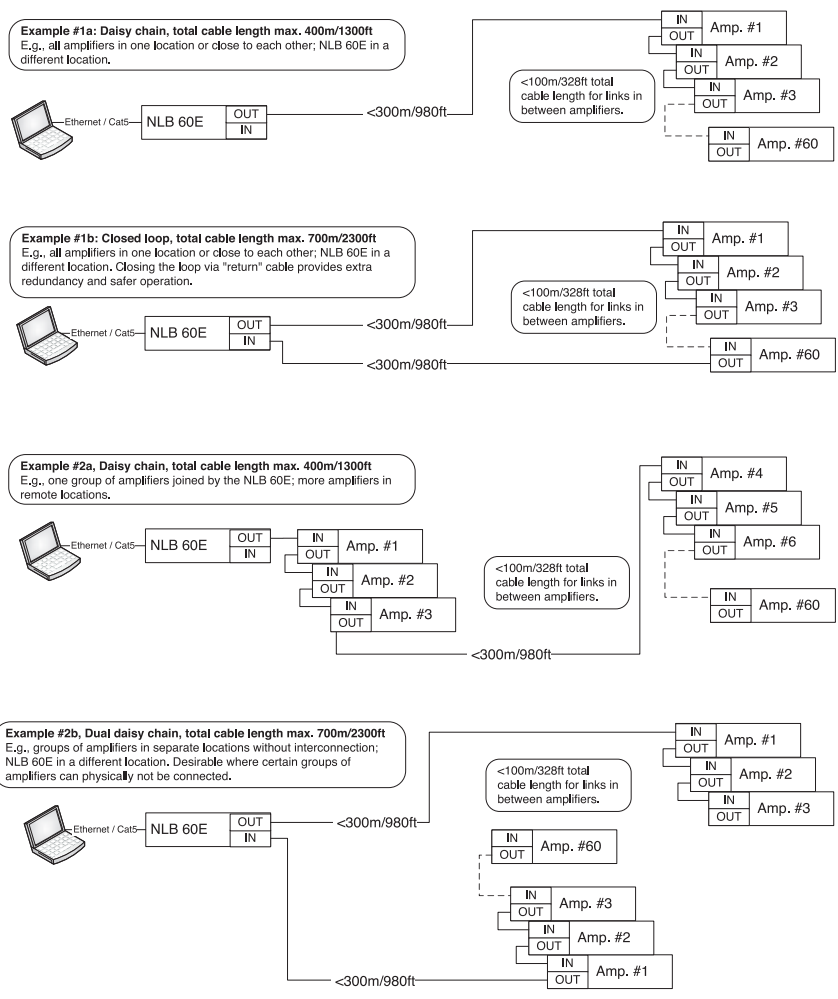 Example #1a: Daisy chain, total cable length max. 400m/1300ft
E.g., all amplifiers in one location or close to each other; NLB 60E in a
different location.
Ethernet / Cat5
NLB 60E
OUT
IN
<300m/980ft
<100m/328ft total
cable length for links in
between amplifiers.
IN
OUT
Amp. #1
IN
OUT
Amp. #2
IN
OUT
Amp. #3
IN
OUT
Amp. #60
Example #1b: Closed loop, total cable length max. 700m/2300ft
E.g., all amplifiers in one location or close to each other; NLB 60E in a
different location. Closing the loop via "return" cable provides extra
redundancy and safer operation.
Ethernet / Cat5
NLB 60E
OUT
IN
<300m/980ft
<300m/980ft
<100m/328ft total
cable length for links in
between amplifiers.
IN
OUT
Amp. #1
IN
OUT
Amp. #2
IN
OUT
Amp. #3
IN
OUT
Amp. #60
Example #2a, Daisy chain, total cable length max. 400m/1300ft
E.g., one group of amplifiers joined by the NLB 60E; more amplifiers in
remote locations.
Ethernet / Cat5
NLB 60E
OUT
IN
IN
OUT
Amp. #1
IN
OUT
Amp. #2
IN
OUT
Amp. #3
<300m/980ft
<100m/328ft total
cable length for links in
between amplifiers.
IN
OUT
Amp. #4
IN
OUT
Amp. #5
IN
OUT
Amp. #6
IN
OUT
Amp. #60
Example #2b, Dual daisy chain, total cable length max. 700m/2300ft
E.g., groups of amplifiers in separate locations without interconnection;
NLB 60E in a different location. Desirable where certain groups of
amplifiers can physically not be connected.
Ethernet / Cat5
NLB 60E
OUT
IN
<300m/980ft
<100m/328ft total
cable length for links in
between amplifiers.
IN
OUT
Amp. #1
IN
OUT
Amp. #2
IN
OUT
Amp. #3
IN
OUT
Amp. #60
IN
OUT
Amp. #3
IN
OUT
Amp. #2
IN
OUT
Amp. #1
<300m/980ft